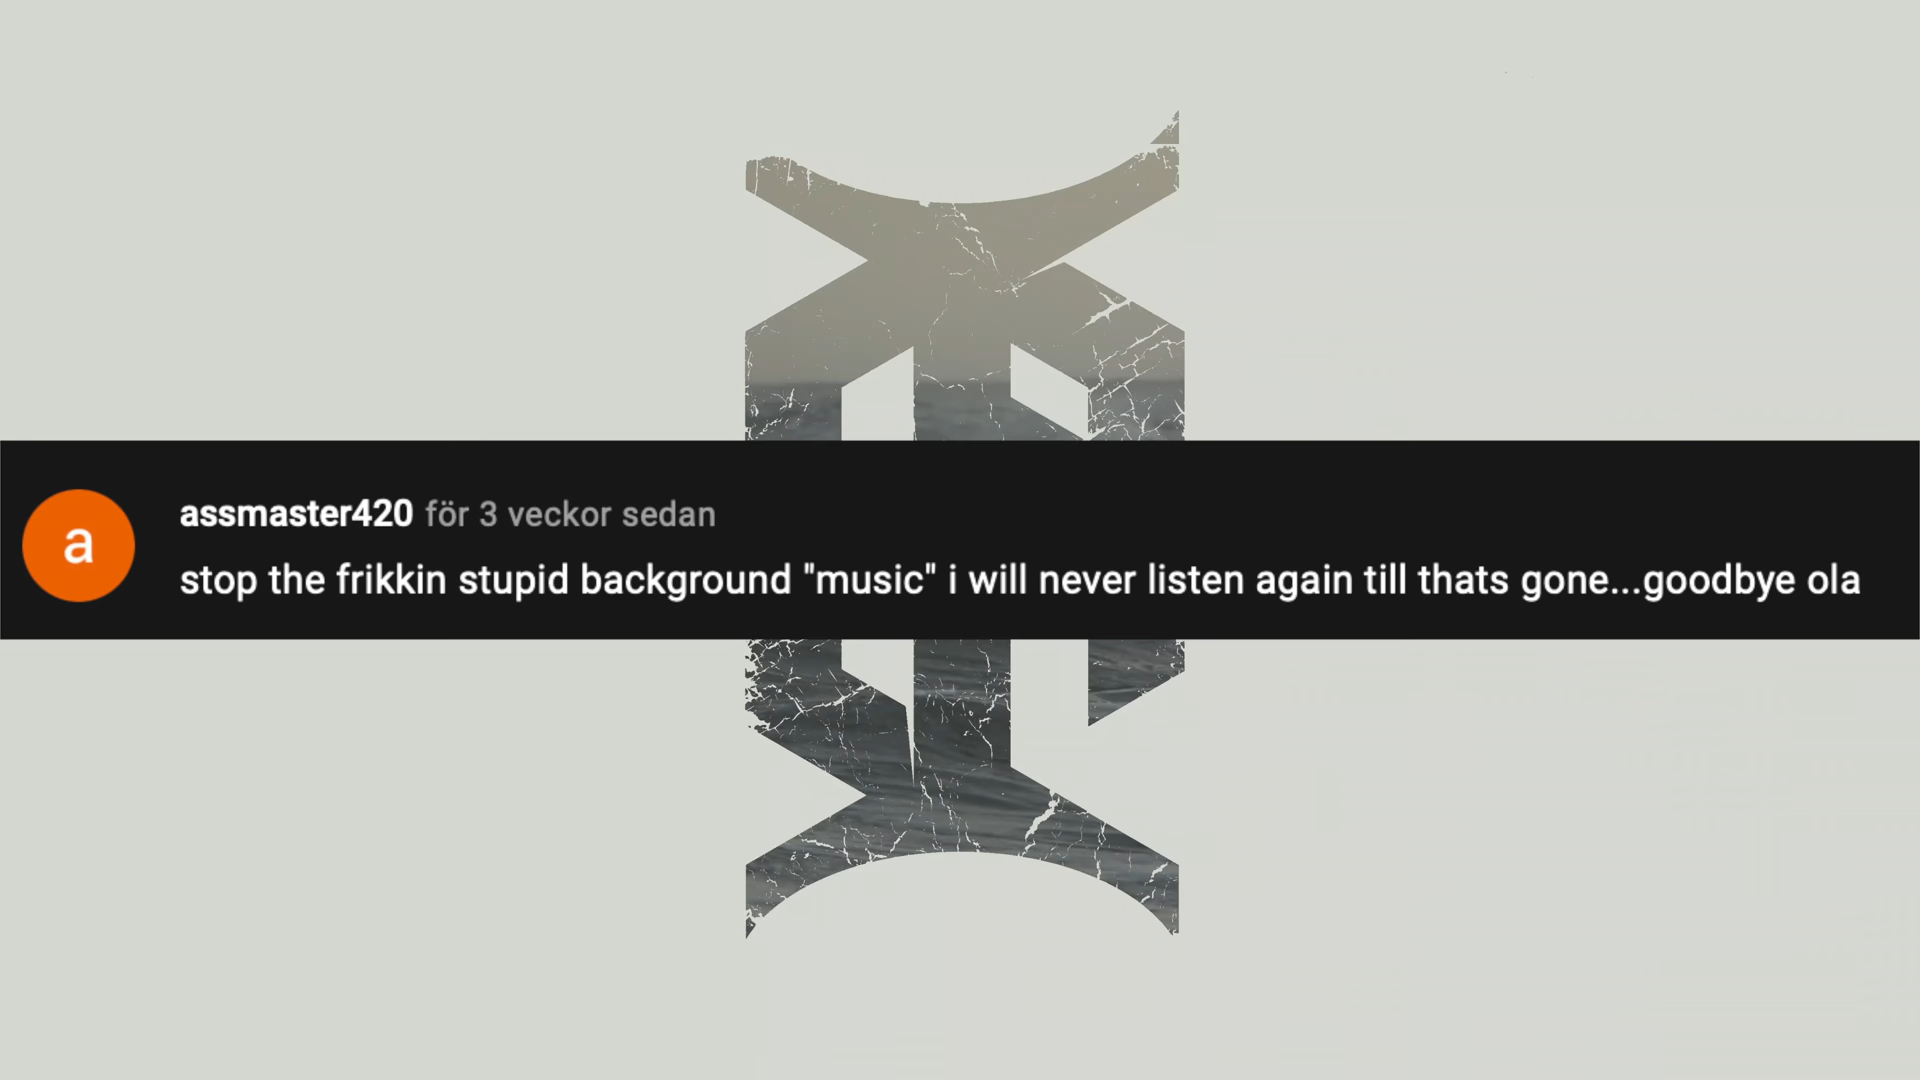 a
assmaster420 för 3 veckor sedan
stop the frikkin stupid background "music" i will never listen again till thats gone...goodbye ola